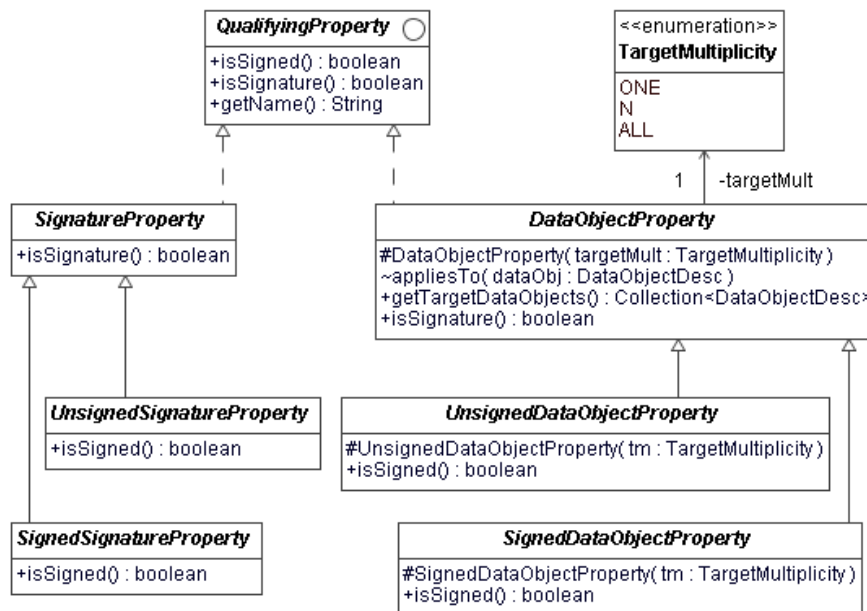 QualifyingProperty
+isSigned() : boolean
+isSignature() : boolean
+getName() : String
<<enumeration>>
TargetMultiplicity
ONE
N
ALL
1 -targetMult
SignatureProperty
+isSignature() : boolean
DataObjectProperty
#DataObjectProperty( targetMult : TargetMultiplicity )
~appliesTo( dataObj : DataObjectDesc )
+getTargetDataObjects() : Collection<DataObjectDesc>
+isSignature() : boolean
UnsignedSignatureProperty
+isSigned() : boolean
UnsignedDataObjectProperty
#UnsignedDataObjectProperty( tm : TargetMultiplicity )
+isSigned() : boolean
SignedSignatureProperty
+isSigned() : boolean
SignedDataObjectProperty
#SignedDataObjectProperty( tm : TargetMultiplicity )
+isSigned() : boolean